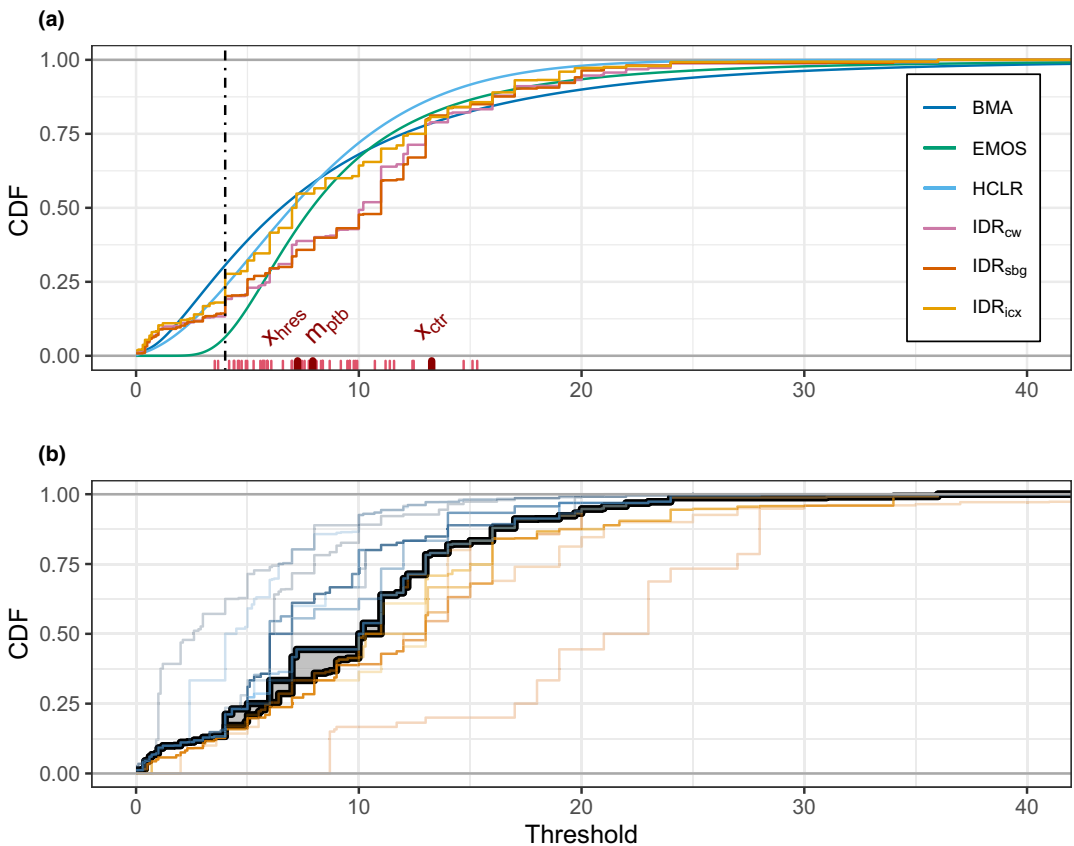 (a)
1.00
0.75
0.50
0.25
0.00
CDF
BMA
EMOS
HCLR
IDRcw
IDRsbg
IDRicx
xhres
mptb
xctr
0 10 20 30 40
(b)
1.00
0.75
0.50
0.25
0.00
CDF
0 10 20 30 40
Threshold